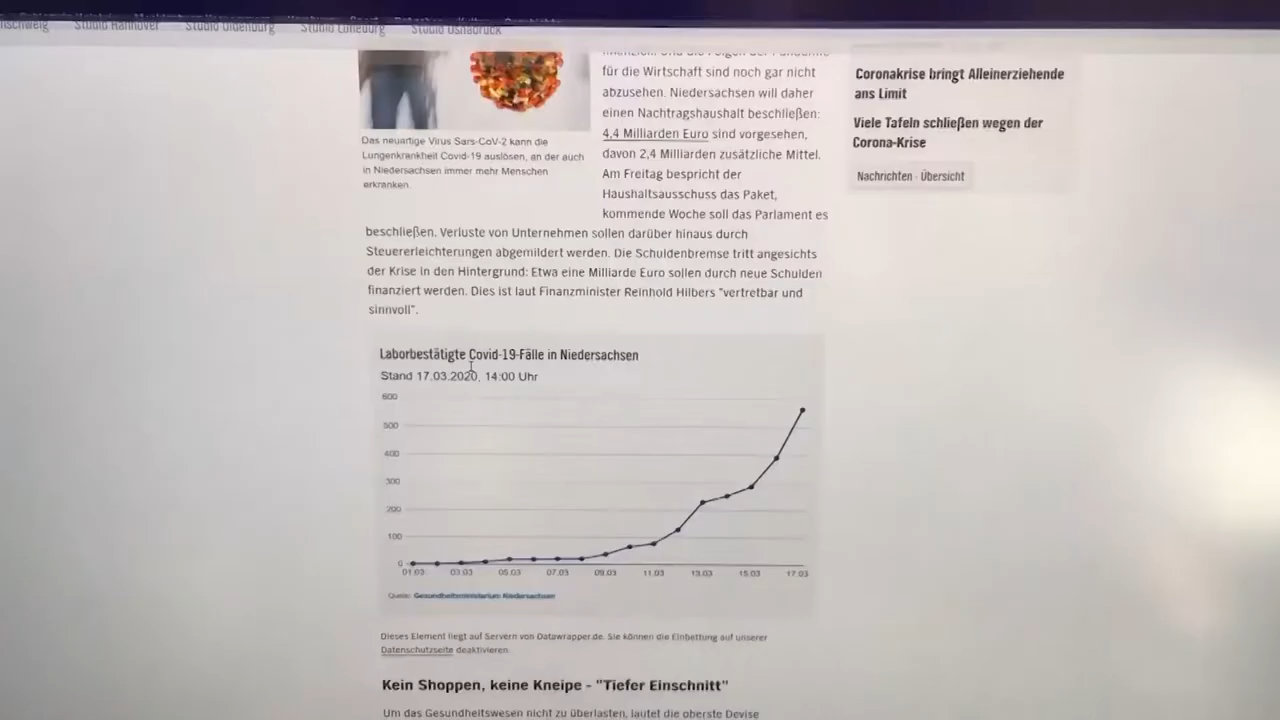 Studio Hannover
Studio Oldenburg
Studio Lüneburg
Studio Osnabrück
Das neuartige Virus Sars-CoV-2 kann die
Lungenkrankheit Covid-19 auslösen, an der auch
in Niedersachsen immer mehr Menschen
erkranken.
für die Wirtschaft sind noch gar nicht
abzusehen. Niedersachsen will daher
einen Nachtragshaushalt beschließen:
4,4 Milliarden Euro sind vorgesehen,
davon 2,4 Milliarden zusätzliche Mittel.
Am Freitag bespricht der
Haushaltsausschuss das Paket,
kommende Woche soll das Parlament es
beschließen. Verluste von Unternehmen sollen darüber hinaus durch
Steuererleichterungen abgemildert werden. Die Schuldenbremse tritt angesichts
der Krise in den Hintergrund: Etwa eine Milliarde Euro sollen durch neue Schulden
finanziert werden. Dies ist laut Finanzminister Reinhold Hilbers "vertretbar und
sinnvoll".
Coronakrise bringt Alleinerziehende
ans Limit
Viele Tafeln schließen wegen der
Corona-Krise
Nachrichten - Übersicht
Laborbestätigte Covid-19-Fälle in Niedersachsen
Stand 17.03.2020, 14:00 Uhr
600
500
400
300
200
100
0
01.03 03.03 05.03 07.03 09.03 11.03 13.03 15.03 17.03
Quelle: Gesundheitsministerium Niedersachsen
Dieses Element liegt auf Servern von Datawrapper.de. Sie können die Einbettung auf unserer
Datenschutzseite deaktivieren.
Kein Shoppen, keine Kneipe - "Tiefer Einschnitt"
Um das Gesundheitswesen nicht zu überlasten, lautet die oberste Devise